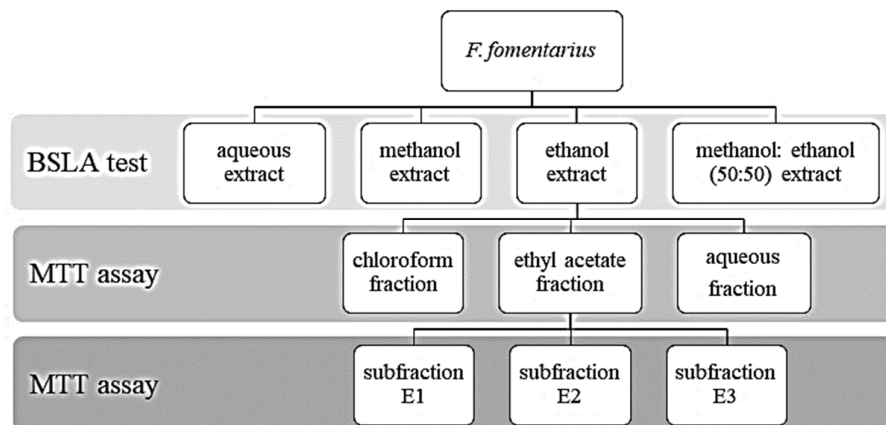 F. fomentarius
BSLA test
aqueous
extract
methanol
extract
ethanol
extract
methanol: ethanol
(50:50) extract
MTT assay
chloroform
fraction
ethyl acetate
fraction
aqueous
fraction
MTT assay
subfraction
E1
subfraction
E2
subfraction
E3